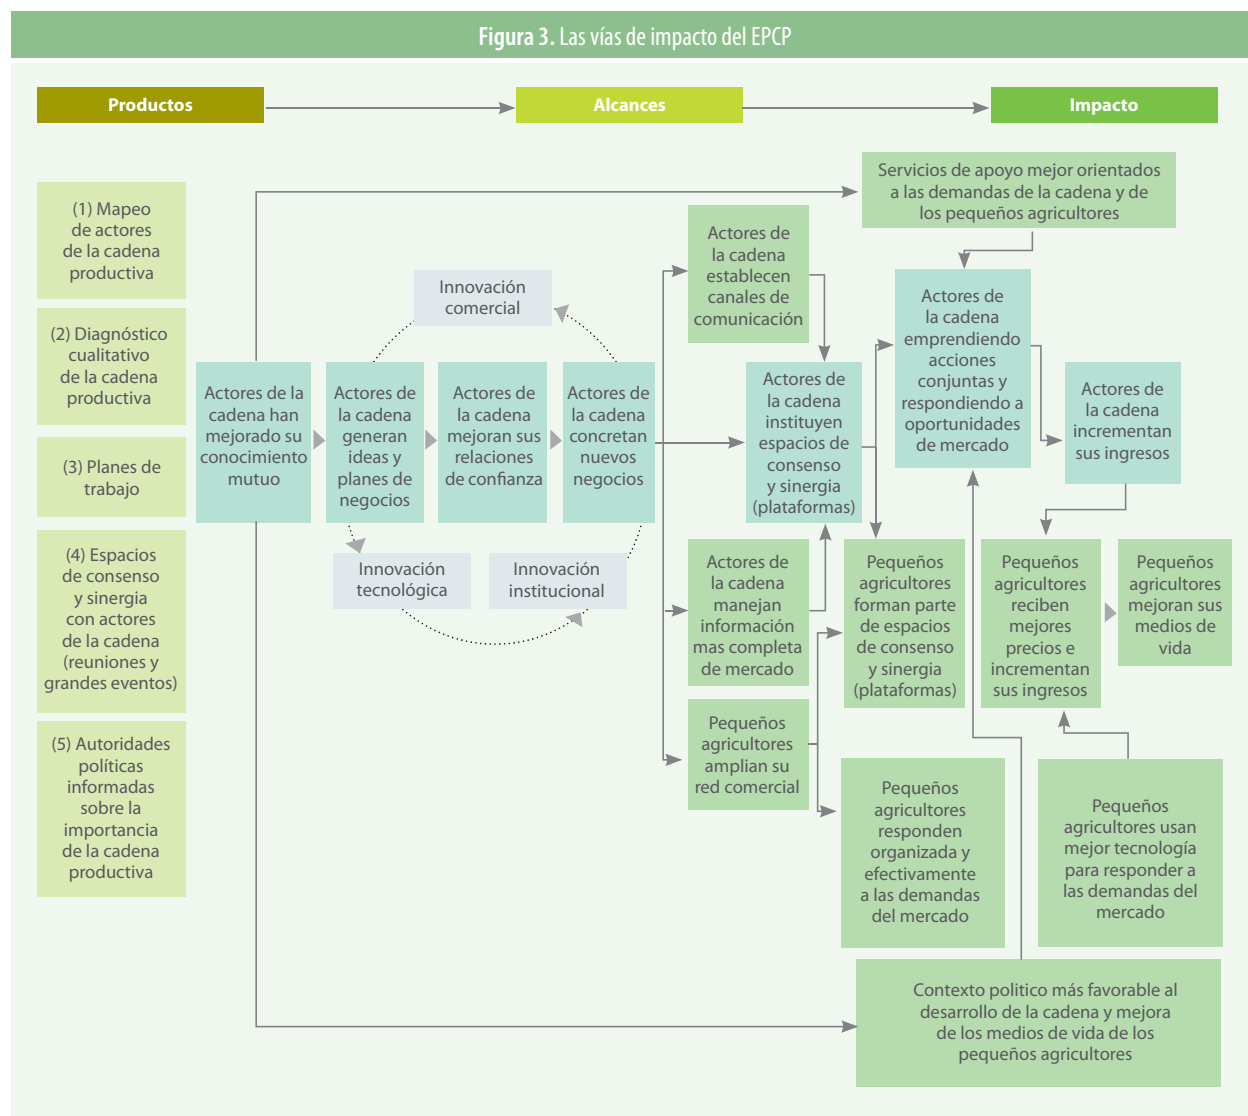 Figura 3. Las vías de impacto del EPCP
Productos
Alcances
Impacto
(1) Mapeo
de actores
de la cadena
productiva
(2) Diagnóstico
cualitativo
de la cadena
productiva
(3) Planes de
trabajo
(4) Espacios
de consenso
y sinergia
con actores
de la cadena
(reuniones y
grandes eventos)
(5) Autoridades
políticas
informadas
sobre la
importancia
de la cadena
productiva
Actores de la
cadena han
mejorado su
conocimiento
mutuo
Innovación
comercial
Actores de
la cadena
generan
ideas y
planes de
negocios
Actores de
la cadena
mejoran sus
relaciones
de confianza
Actores de
la cadena
concretan
nuevos
negocios
Innovación
tecnológica
Innovación
institucional
Actores de
la cadena
establecen
canales de
comunicación
Actores de
la cadena
instituyen
espacios de
consenso
y sinergia
(plataformas)
Actores de
la cadena
manejan
información
mas completa
de mercado
Pequeños
agricultores
amplian su
red comercial
Servicios de apoyo mejor orientados
a las demandas de la cadena y de
los pequeños agricultores
Actores de
la cadena
emprendiendo
acciones
conjuntas y
respondiendo a
oportunidades
de mercado
Actores de
la cadena
incrementan
sus ingresos
Pequeños
agricultores
forman parte
de espacios
de consenso
y sinergia
(plataformas)
Pequeños
agricultores
reciben
mejores
precios e
incrementan
sus ingresos
Pequeños
agricultores
mejoran sus
medios de
vida
Pequeños
agricultores
responden
organizada y
efectivamente
a las demandas
del mercado
Pequeños
agricultores usan
mejor tecnología
para responder a
las demandas del
mercado
Contexto politico más favorable al
desarrollo de la cadena y mejora
de los medios de vida de los
pequeños agricultores